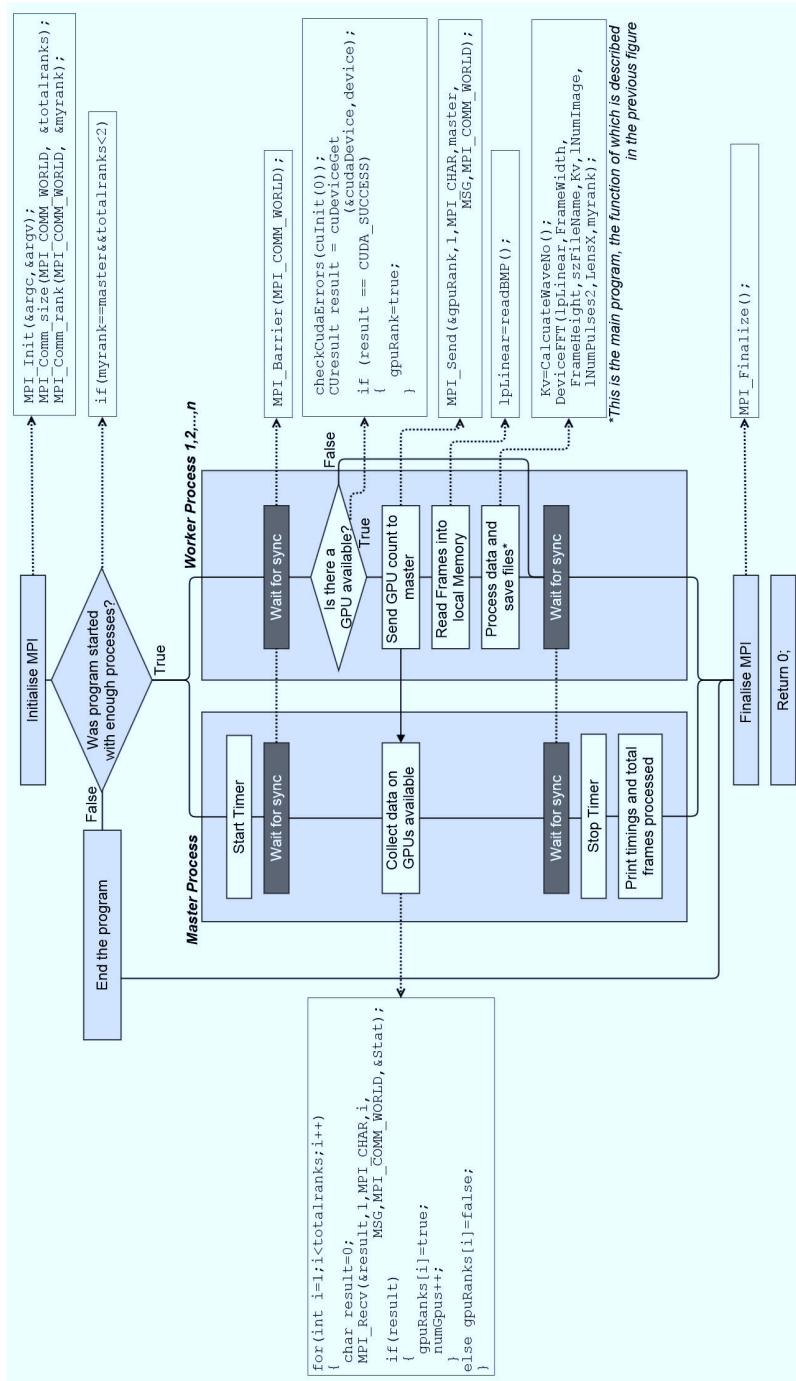 Initialise MPI
MPI_Init(&argc,&argv);
MPI_Comm_size(MPI_COMM_WORLD, &totalranks);
MPI_Comm_rank(MPI_COMM_WORLD, &myrank);
Was program started
with enough processes?
if(myrank==master&&totalranks<2)
False
True
End the program
Master Process
Worker Process 1,2,...,n
Start Timer
Wait for sync
Wait for sync
MPI_Barrier(MPI_COMM_WORLD);
Is there a
GPU available?
False
True
checkCudaErrors(cuInit(0));
CUresult result = cuDeviceGet
(&cudaDevice,device);
if (result == CUDA_SUCCESS)
{ gpuRank=true;
}
for(int i=1;i<totalranks;i++)
{ char result=0;
MPI_Recv(&result,1,MPI_CHAR,i,
MSG,MPI_COMM_WORLD,&Stat);
if(result)
{ gpuRanks[i]=true;
numGpus++;
}
else gpuRanks[i]=false;
}
Collect data on
GPUs available
Send GPU count to
master
MPI_Send(&gpuRank,1,MPI_CHAR,master,
MSG,MPI_COMM_WORLD);
Read Frames into
local Memory
lpLinear=readBMP();
Process data and
save files*
Kv=CalcuateWaveNo();
DeviceFFT(lpLinear,FrameWidth,
FrameHeight,szFileName,Kv,lNumImage,
lNumPulses2,LensX,myrank);
*This is the main program, the function of which is described
in the previous figure
Wait for sync
Wait for sync
Stop Timer
Print timings and total
frames processed
Finalise MPI
MPI_Finalize();
Return 0;